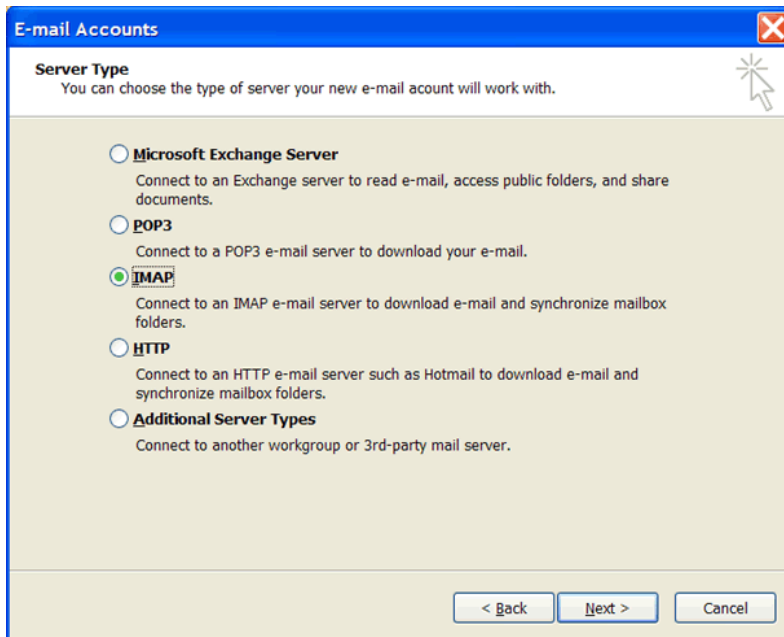 E-mail Accounts
Server Type
You can choose the type of server your new e-mail acount will work with.
Microsoft Exchange Server
Connect to an Exchange server to read e-mail, access public folders, and share
documents.
POP3
Connect to a POP3 e-mail server to download your e-mail.
IMAP
Connect to an IMAP e-mail server to download e-mail and synchronize mailbox
folders.
HTTP
Connect to an HTTP e-mail server such as Hotmail to download e-mail and
synchronize mailbox folders.
Additional Server Types
Connect to another workgroup or 3rd-party mail server.
< Back Next > Cancel